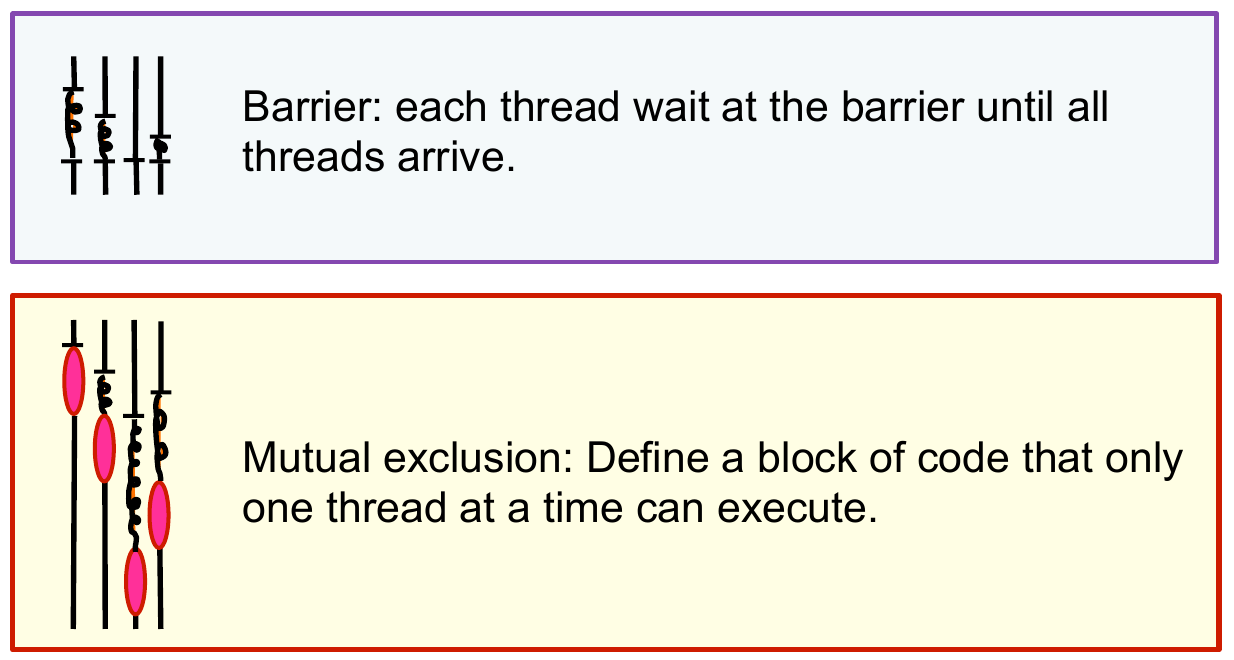 Barrier: each thread wait at the barrier until all
threads arrive.
Mutual exclusion: Define a block of code that only
one thread at a time can execute.